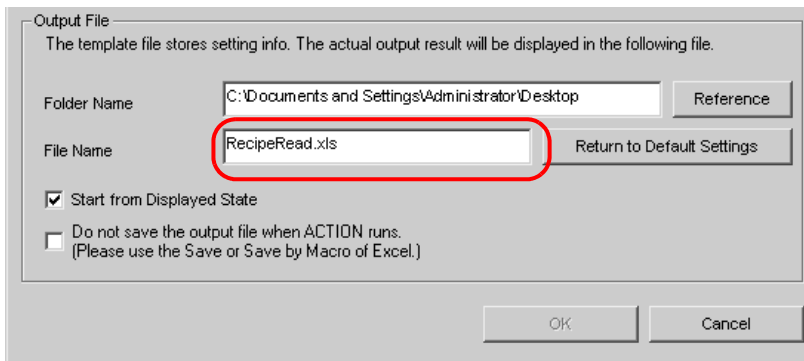 Output File
The template file stores setting info. The actual output result will be displayed in the following file.
Folder Name C:\Documents and Settings\Administrator\Desktop Reference
File Name RecipeRead.xls Return to Default Settings
Start from Displayed State
Do not save the output file when ACTION runs.
(Please use the Save or Save by Macro of Excel.)
OK Cancel